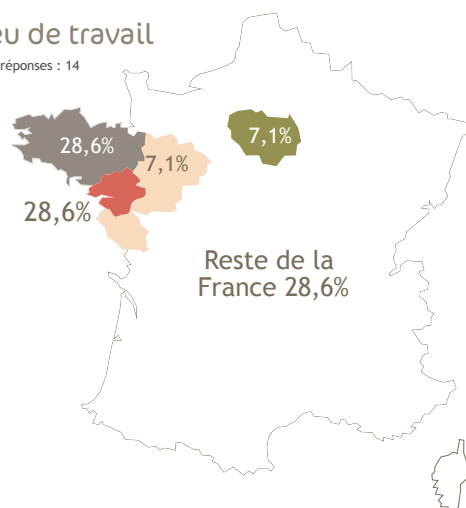 eu de travail
réponses : 14
28,6%
7,1%
7,1%
28,6%
Reste de la
France 28,6%